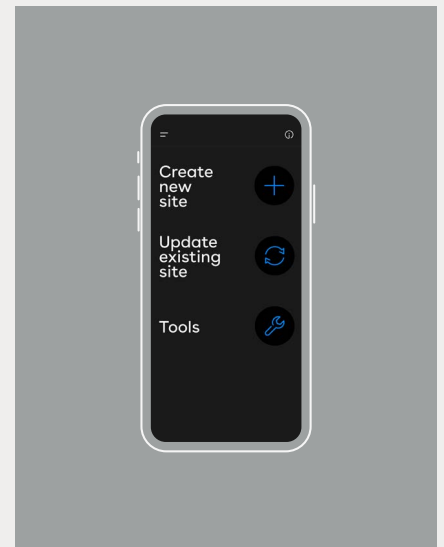 Create
new
site
Update
existing
site
Tools